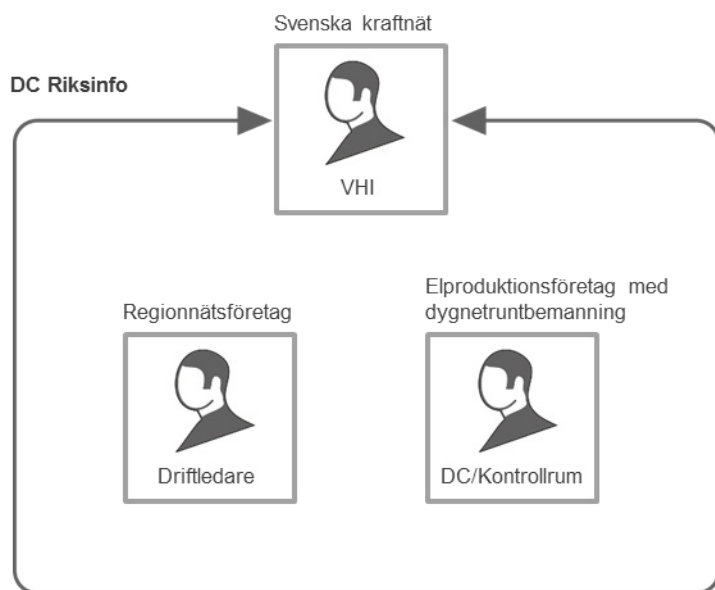 Svenska kraftnät
DC Riksinfo
VHI
Regionnätsföretag
Elproduktionsföretag med
dygnetruntbemanning
Driftledare
DC/Kontrollrum